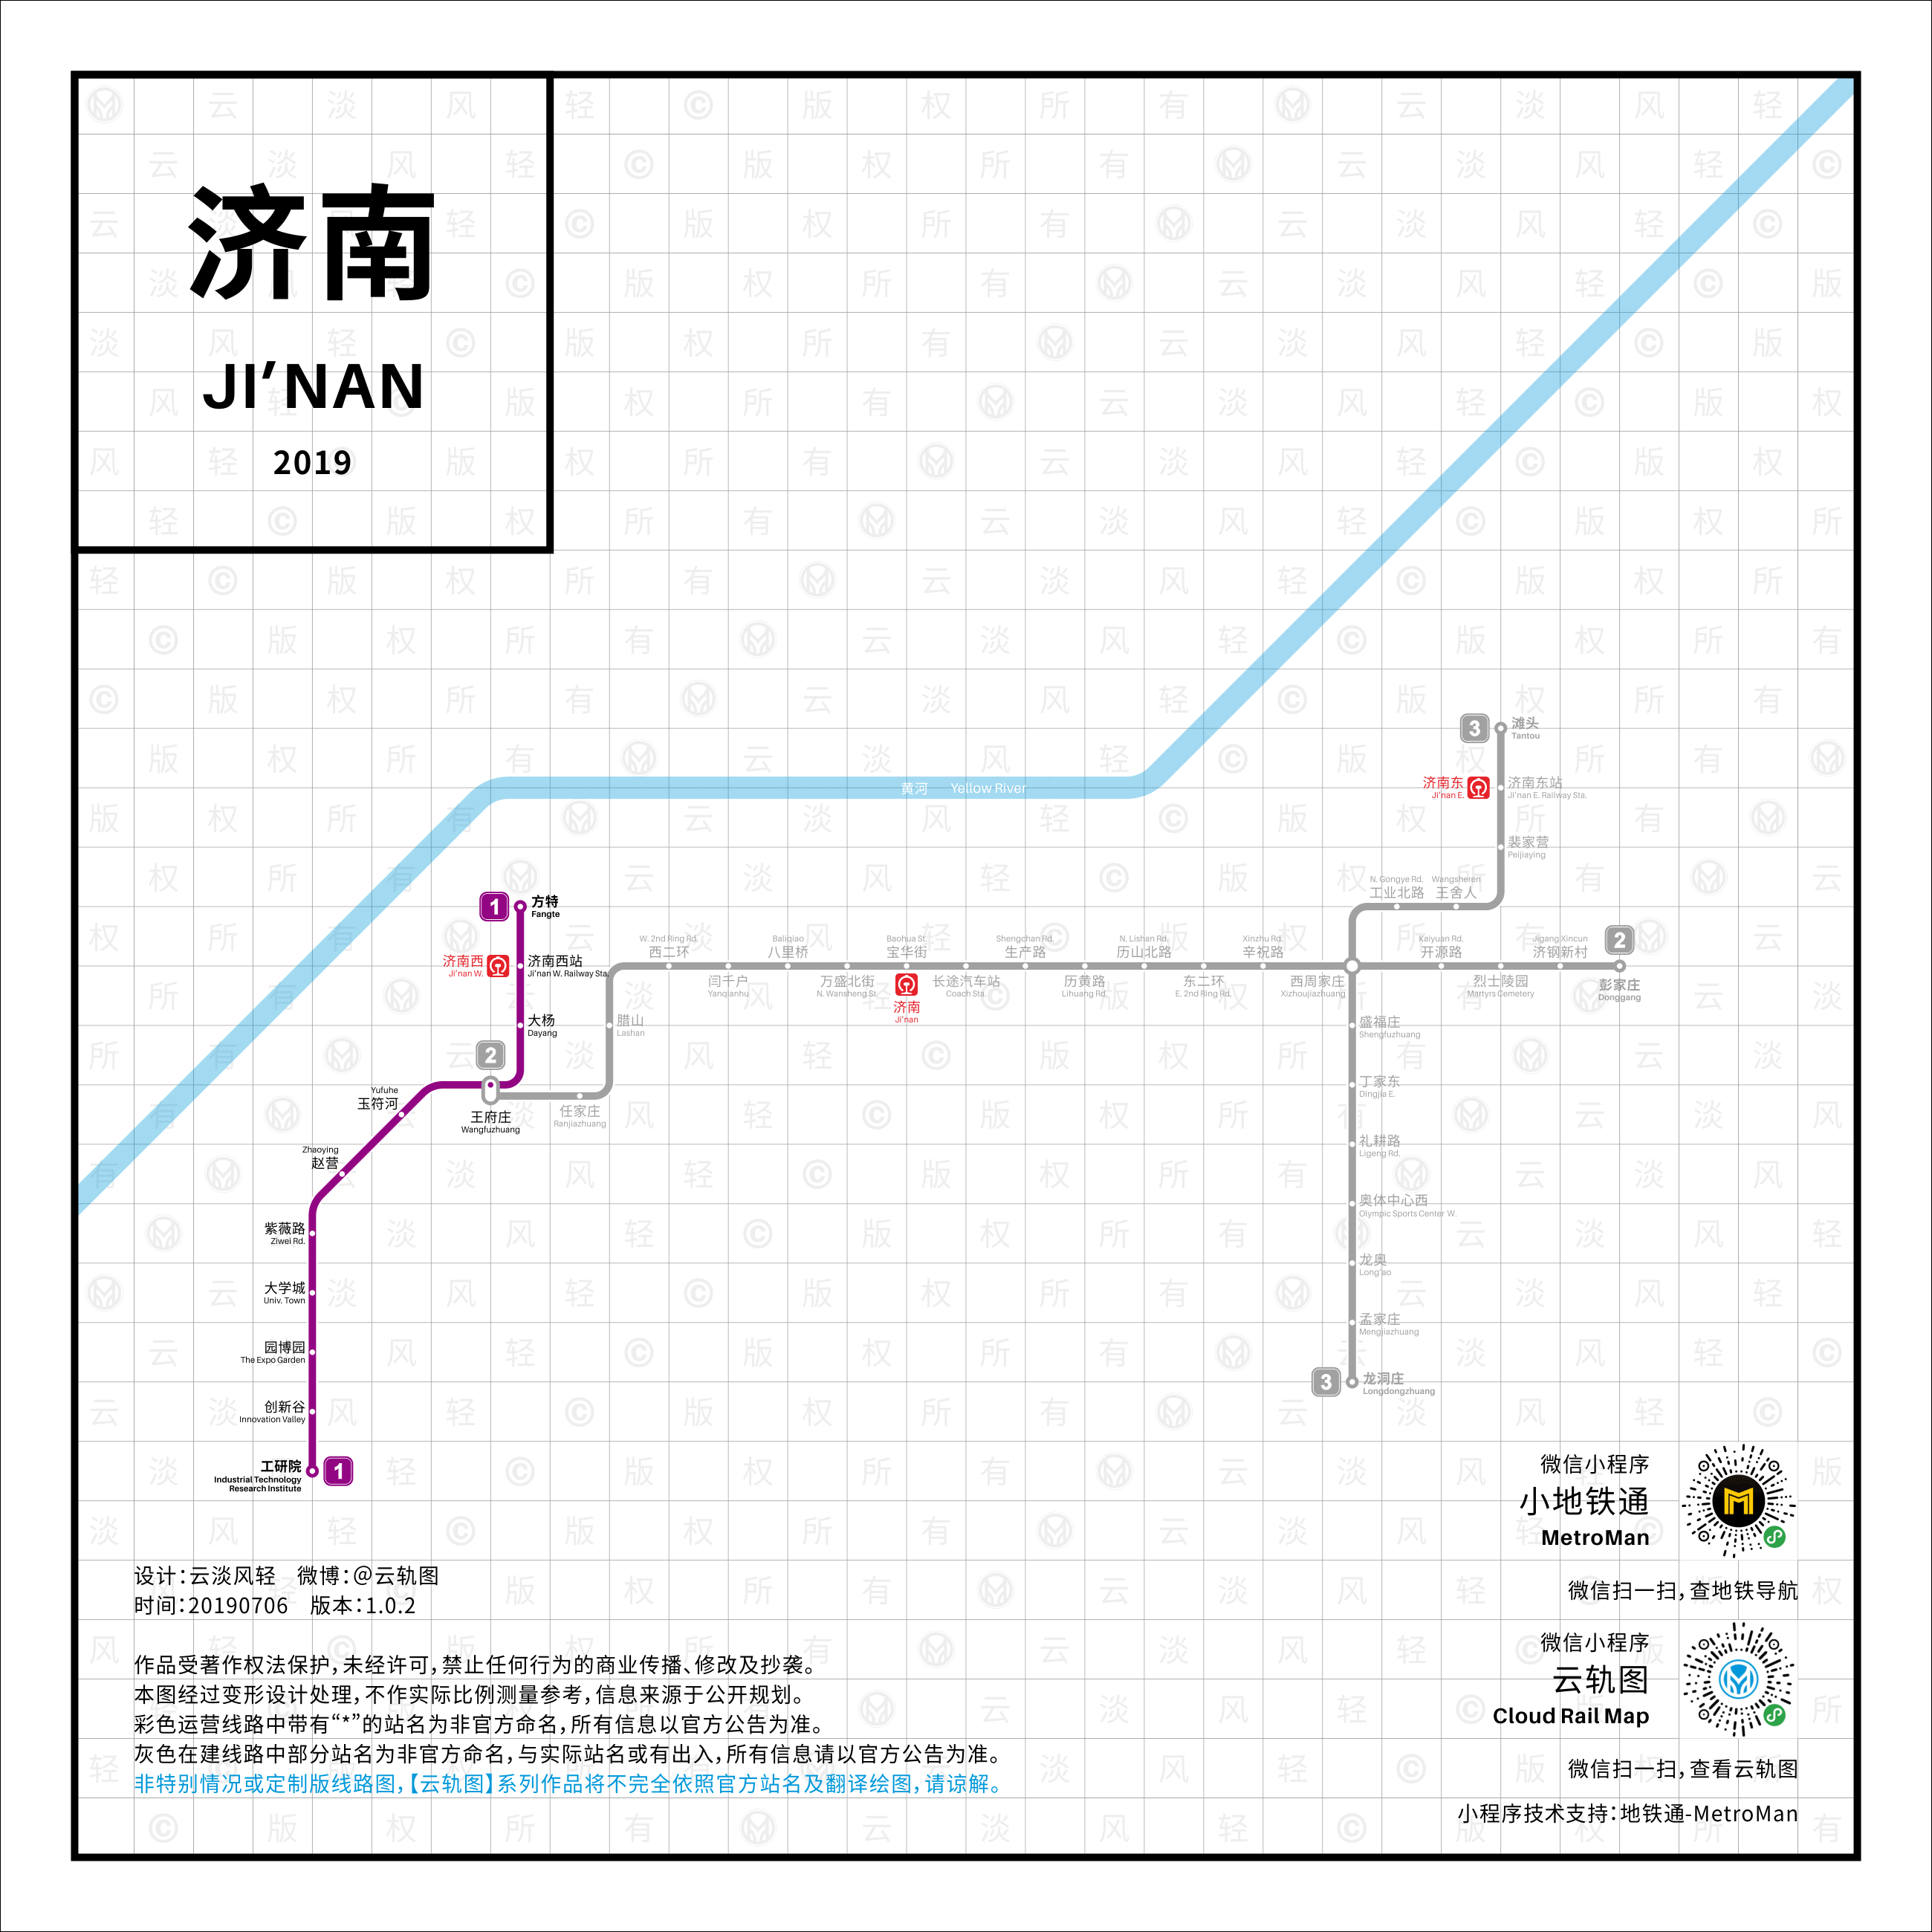 济南
JI’NAN
2019
黄河 Yellow River
3
滩头
Tantou
济南东
Ji’nan E.
济南东站
Ji’nan E. Railway Sta.
裴家营
Peijiaying
N. Gongye Rd.
工业北路
Wangsheren
王舍人
1
方特
Fangte
济南西
Ji’nan W.
济南西站
Ji’nan W. Railway Sta.
大杨
Dayang
2
王府庄
Wangfuzhuang
任家庄
Ranjiazhuang
腊山
Lashan
W. 2nd Ring Rd.
西二环
闫千户
Yanqianhu
Baliqiao
八里桥
万盛北街
N. Wansheng St.
Baohua St.
宝华街
济南
Ji’nan
长途汽车站
Coach Sta.
Shengchan Rd.
生产路
历黄路
Lihuang Rd.
N. Lishan Rd.
历山北路
东二环
E. 2nd Ring Rd.
Xinzhu Rd.
辛祝路
西周家庄
Xizhoujiazhuang
Kaiyuan Rd.
开源路
烈士陵园
Martyrs Cemetery
Jigang Xincun
济钢新村
2
彭家庄
Donggang
盛福庄
Shengfuzhuang
丁家东
Dingjia E.
礼耕路
Ligeng Rd.
奥体中心西
Olympic Sports Center W.
龙奥
Long’ao
孟家庄
Mengjiazhuang
3
龙洞庄
Longdongzhuang
Yufuhe
玉符河
Zhaoying
赵营
紫薇路
Ziwei Rd.
大学城
Univ. Town
园博园
The Expo Garden
创新谷
Innovation Valley
工研院
Industrial Technology
Research Institute
1
设计：云淡风轻 微博：@云轨图
时间：20190706 版本：1.0.2
作品受著作权法保护，未经许可，禁止任何行为的商业传播、修改及抄袭。
本图经过变形设计处理，不作实际比例测量参考，信息来源于公开规划。
彩色运营线路中带有“*”的站名为非官方命名，所有信息以官方公告为准。
灰色在建线路中部分站名为非官方命名，与实际站名或有出入，所有信息请以官方公告为准。
非特别情况或定制版线路图，【云轨图】系列作品将不完全依照官方站名及翻译绘图，请谅解。
微信小程序
小地铁通
MetroMan
微信扫一扫，查地铁导航
微信小程序
云轨图
Cloud Rail Map
微信扫一扫，查看云轨图
小程序技术支持：地铁通-MetroMan